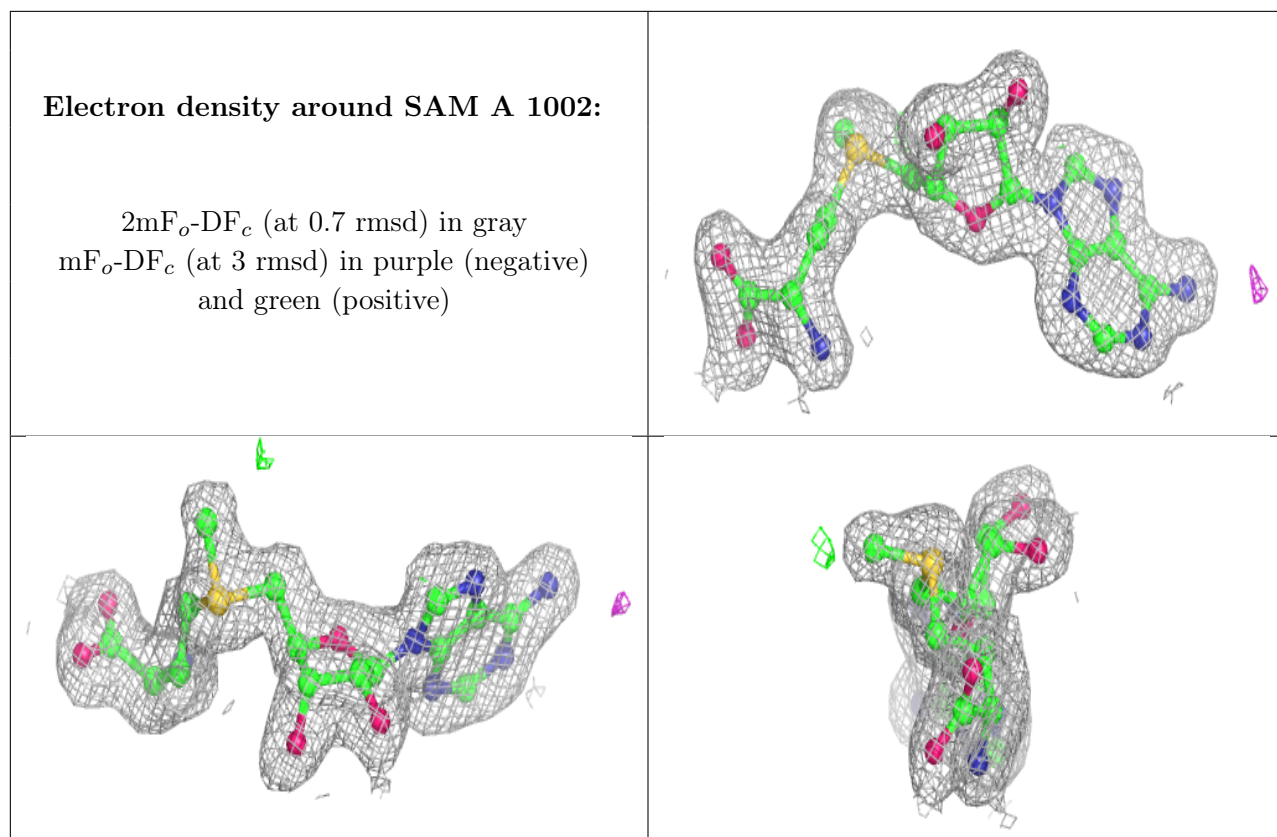 Electron density around SAM A 1002:
2mFo-DFc (at 0.7 rmsd) in gray
mFo-DFc (at 3 rmsd) in purple (negative)
and green (positive)